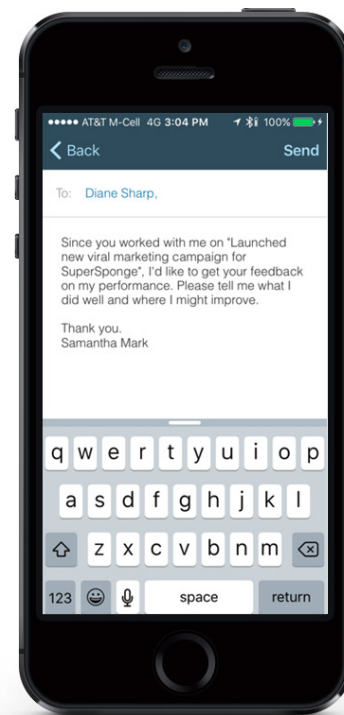 AT&T M-Cell 4G 3:04 PM 100%
Back Send
To: Diane Sharp,
Since you worked with me on "Launched
new viral marketing campaign for
SuperSponge", I'd like to get your feedback
on my performance. Please tell me what I
did well and where I might improve.
Thank you.
Samantha Mark
q w e r t y u i o p
a s d f g h j k l
z x c v b n m
123 space return